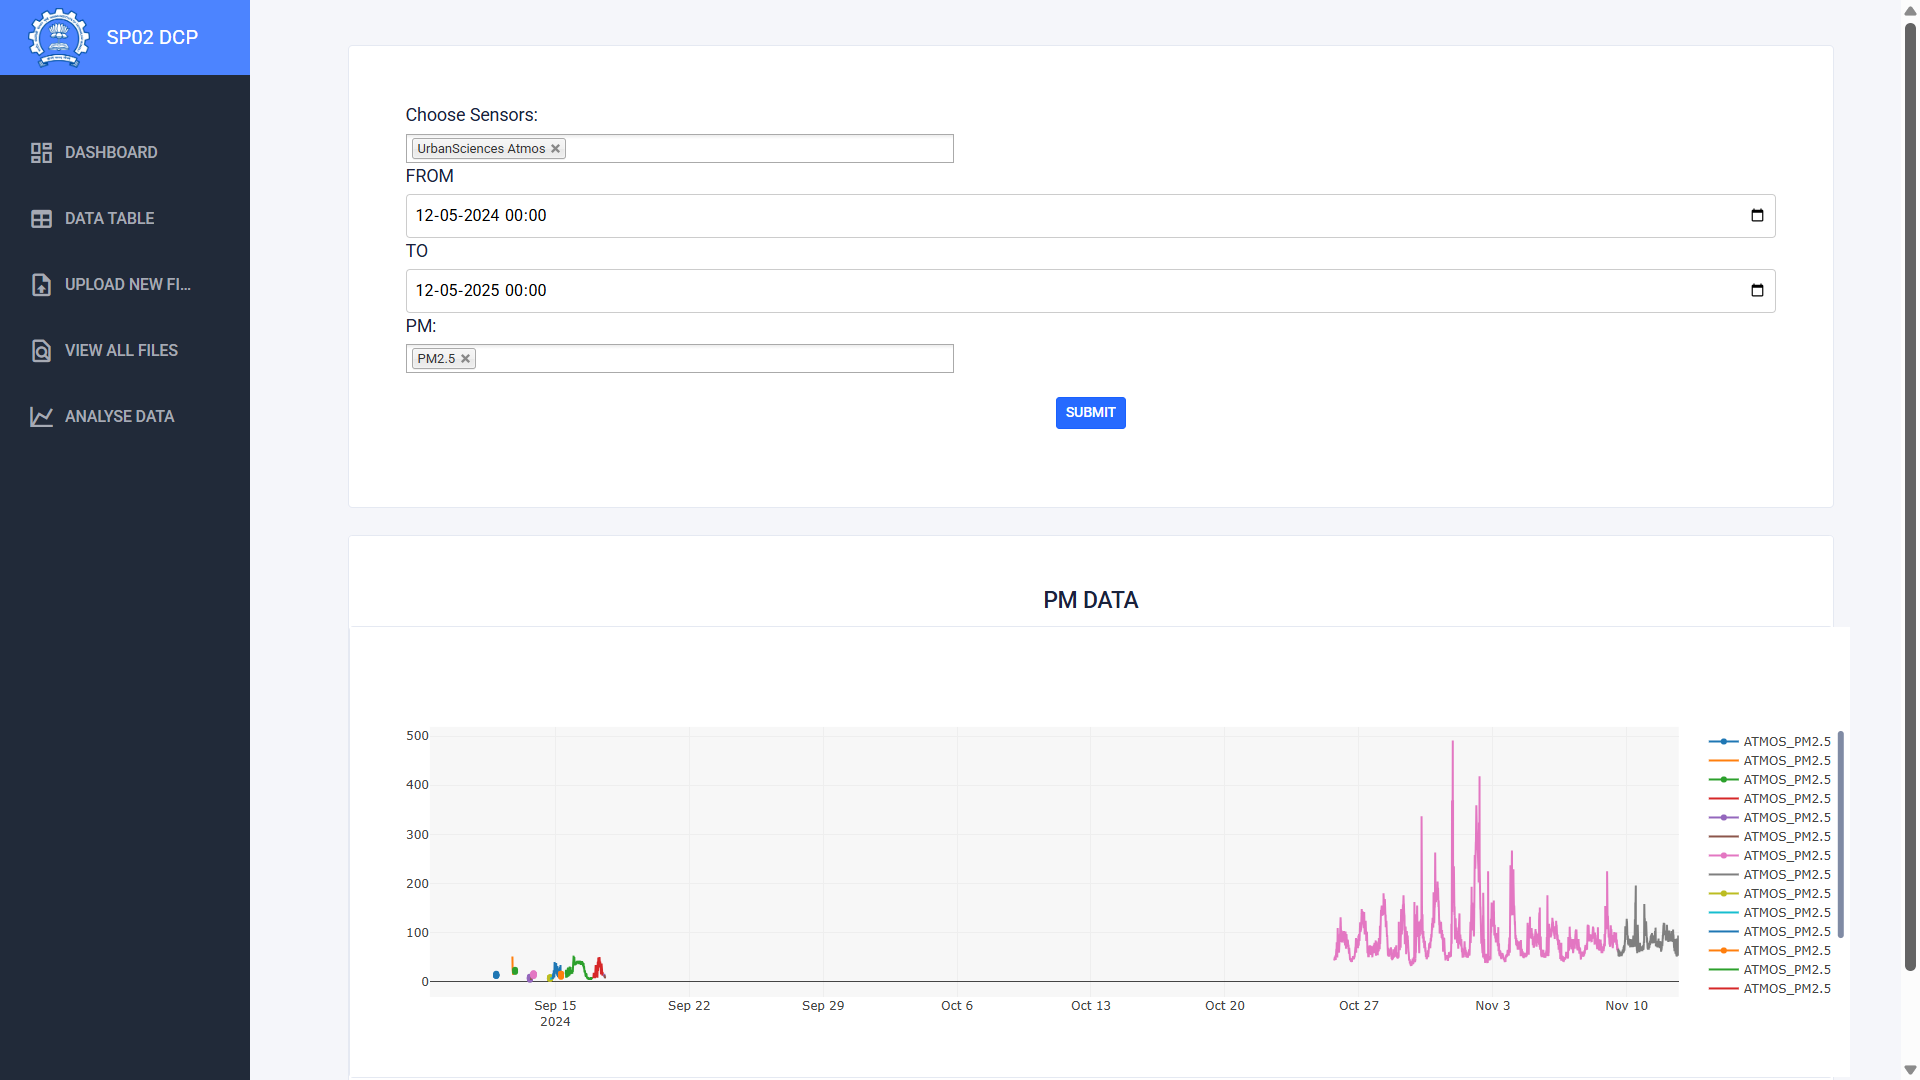 SP02 DCP
DASHBOARD
DATA TABLE
UPLOAD NEW FI...
VIEW ALL FILES
ANALYSE DATA
Choose Sensors:
UrbanSciences Atmos ×
FROM
12-05-2024 00:00
TO
12-05-2025 00:00
PM:
PM2.5 ×
SUBMIT
PM DATA
500
400
300
200
100
0
Sep 15
2024
Sep 22
Sep 29
Oct 6
Oct 13
Oct 20
Oct 27
Nov 3
Nov 10
ATMOS_PM2.5
ATMOS_PM2.5
ATMOS_PM2.5
ATMOS_PM2.5
ATMOS_PM2.5
ATMOS_PM2.5
ATMOS_PM2.5
ATMOS_PM2.5
ATMOS_PM2.5
ATMOS_PM2.5
ATMOS_PM2.5
ATMOS_PM2.5
ATMOS_PM2.5
ATMOS_PM2.5